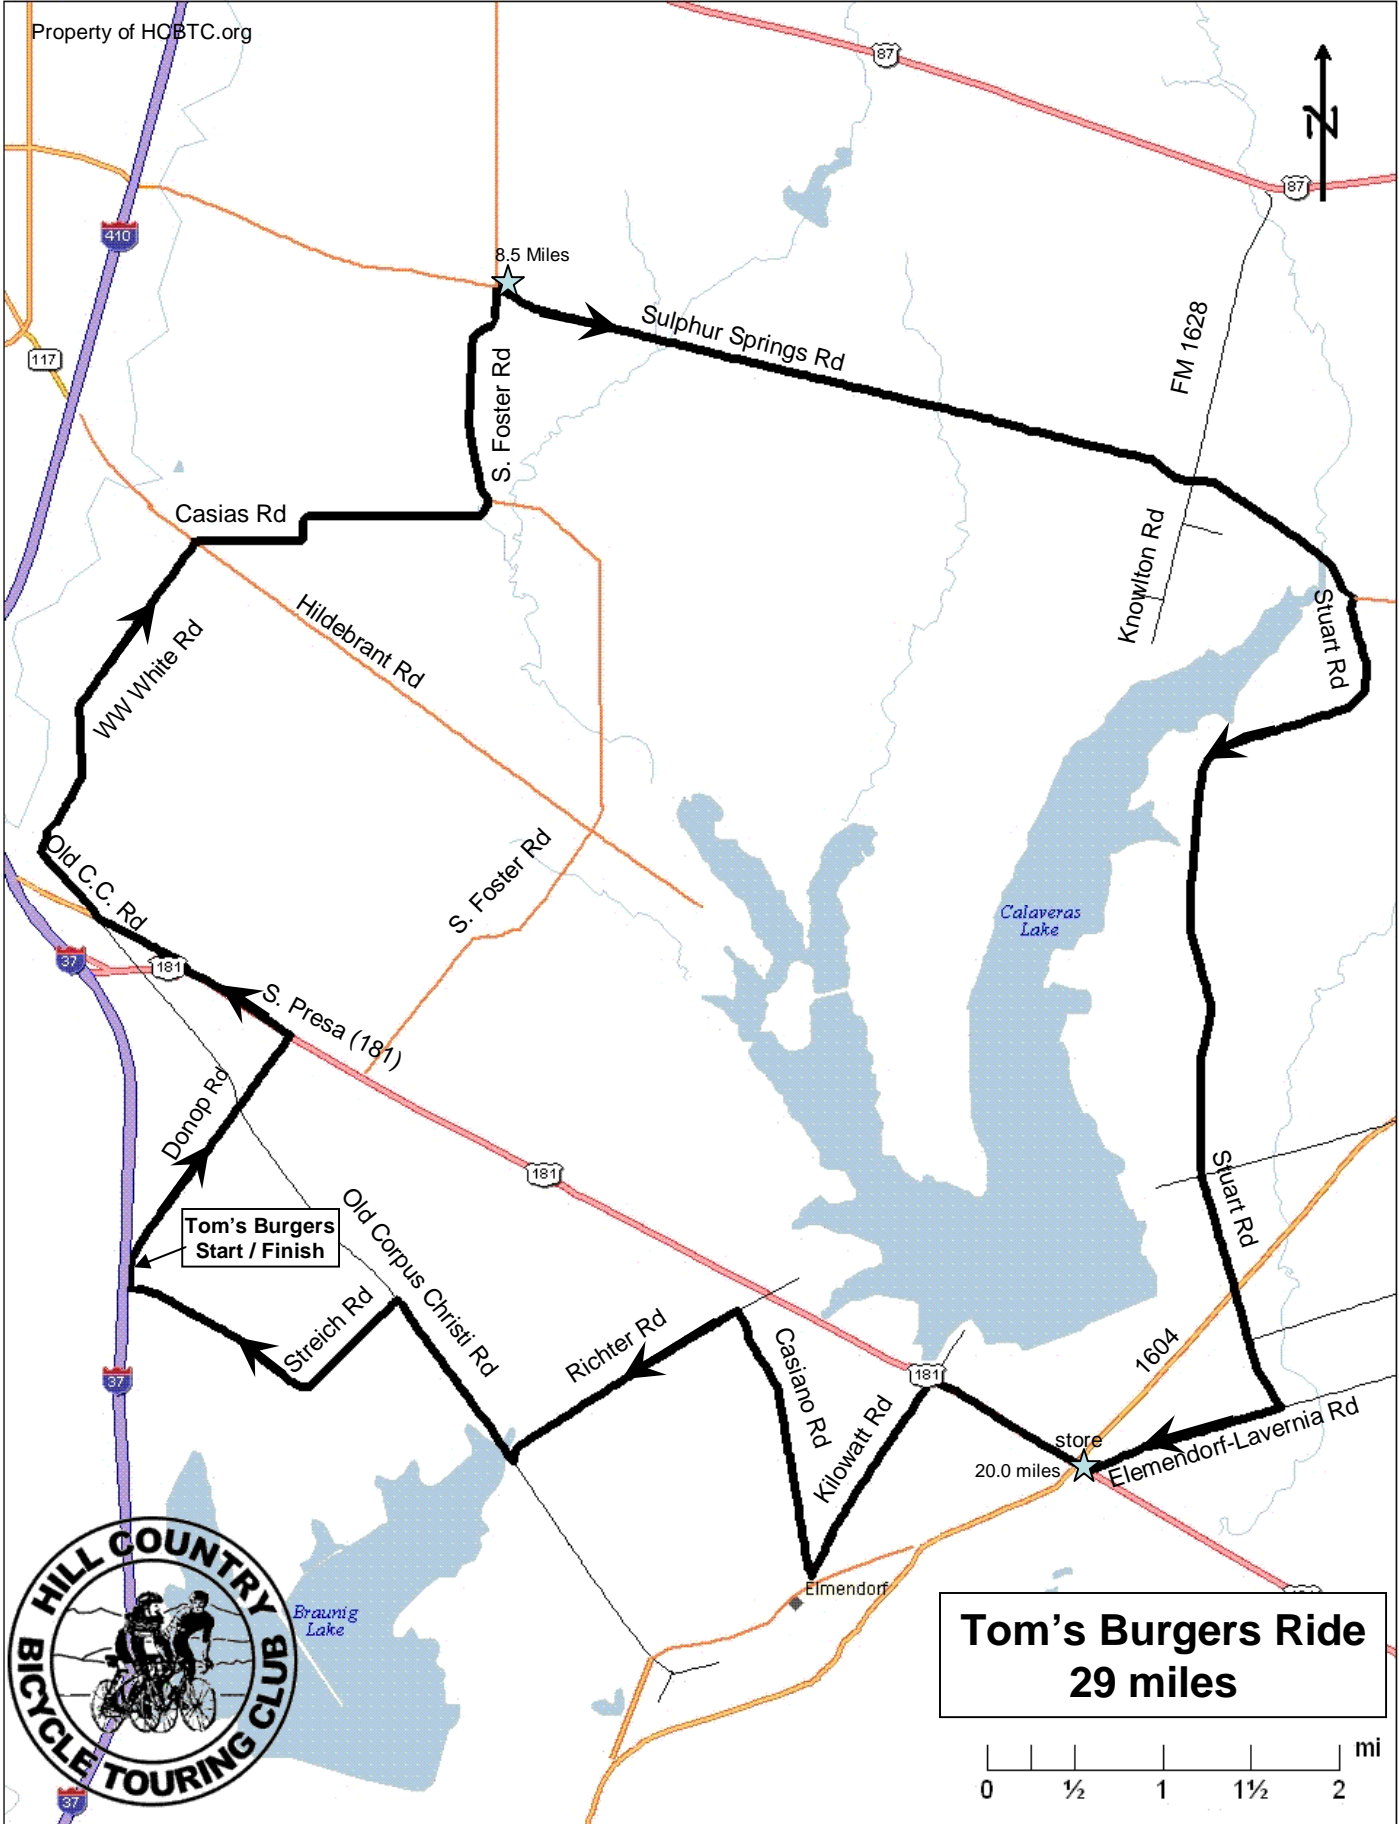 Property of HCBTC.org
87
87
410
8.5 Miles
Sulphur Springs Rd
FM 1628
117
S. Foster Rd
Casias Rd
Knowlton Rd
Hildebrant Rd
WW White Rd
Stuart Rd
Old C.C. Rd
S. Foster Rd
Calaveras
Lake
37
181
S. Presa (181)
Donop Rd
181
Stuart Rd
Old Corpus Christi Rd
Tom's Burgers
Start / Finish
Streich Rd
Richter Rd
Casiano Rd
1604
37
181
Kilowatt Rd
store
20.0 miles
Elemendorf-Lavernia Rd
Elmendorf
HILL COUNTRY
BICYCLE TOURING CLUB
Braunig
Lake
Tom's Burgers Ride
29 miles
mi
0 ½ 1 1½ 2
37
N